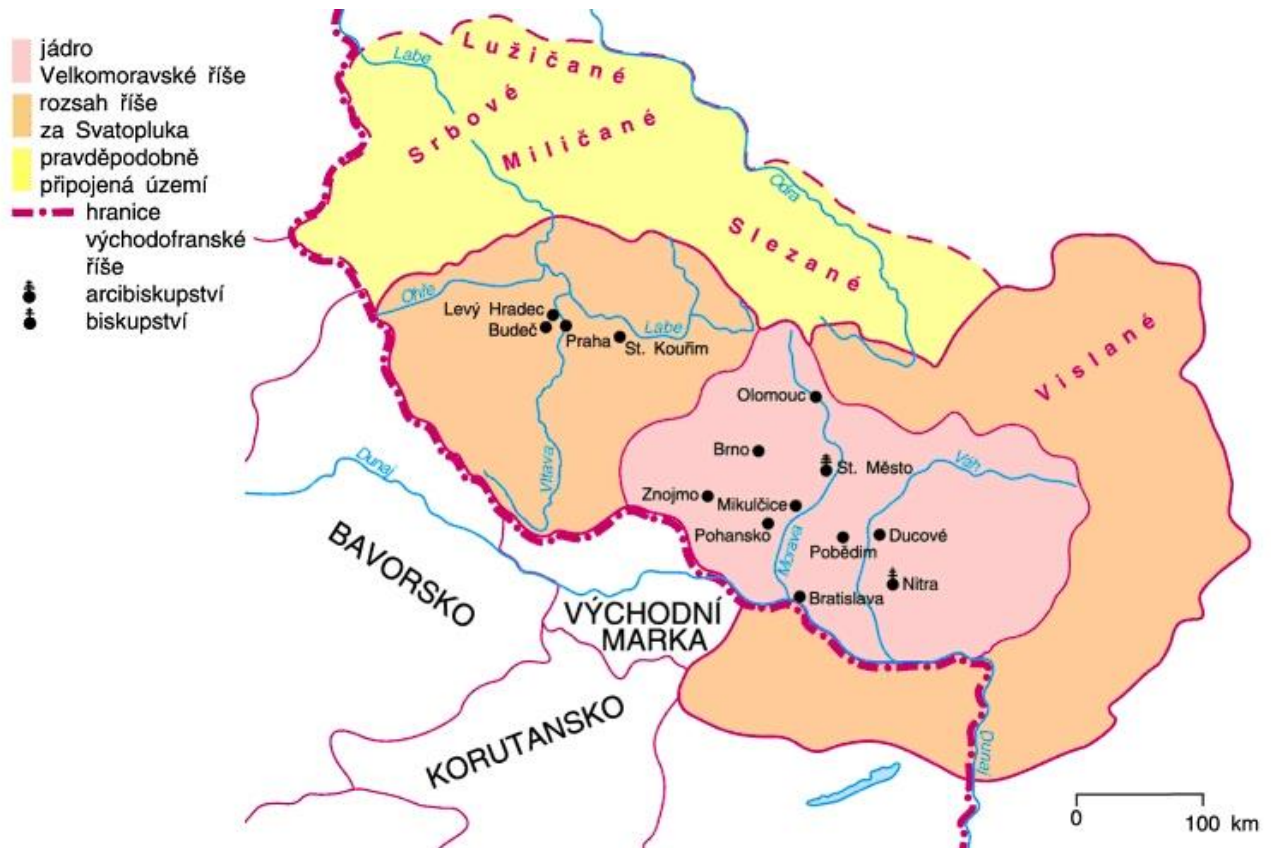 jádro
Velkomoravské říše
rozsah říše
za Svatopluka
pravděpodobně
připojená území
hranice
východofranské
říše
arcibiskupství
biskupství
Labe
Lužičané
Srbové
Miličané
Odra
Slezané
Ohře
Levý Hradec
Budeč
Praha
Labe
St. Kouřim
Vislané
Olomouc
Dunaj
Vltava
Brno
St. Město
Váh
Znojmo
Mikulčice
Pohansko
Morava
Pobědim
Ducové
Nitra
Bratislava
BAVORSKO
VÝCHODNÍ
MARKA
KORUTANSKO
Dunaj
0
100 km